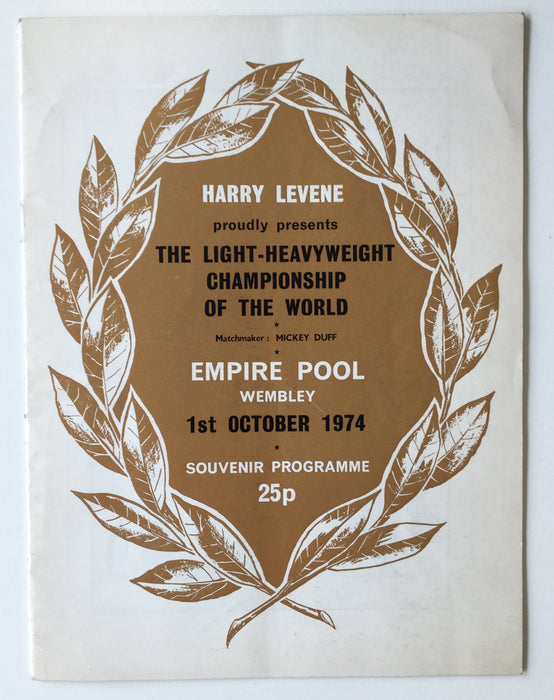 HARRY LEVENE
proudly presents
THE LIGHT-HEAVYWEIGHT
CHAMPIONSHIP
OF THE WORLD
★
Matchmaker: MICKEY DUFF
★
EMPIRE POOL
WEMBLEY
1st OCTOBER 1974
★
SOUVENIR PROGRAMME
25p